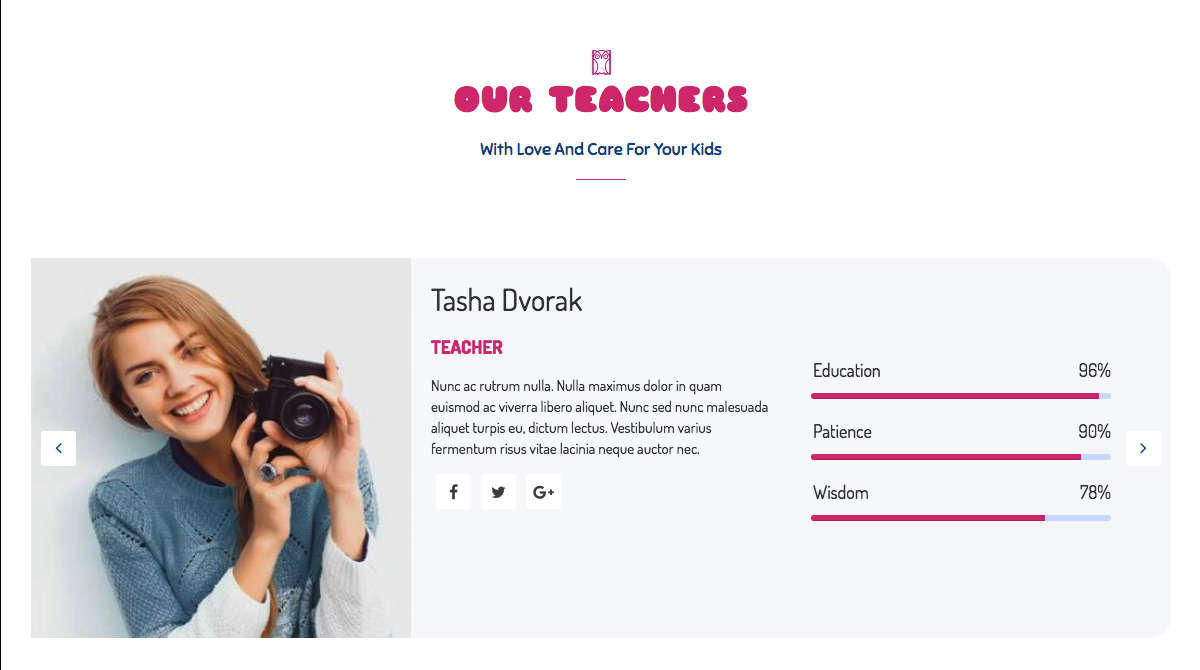 OUR TEACHERS
With Love And Care For Your Kids
Tasha Dvorak
TEACHER
Nunc ac rutrum nulla. Nulla maximus dolor in quam
euismod ac viverra libero aliquet. Nunc sed nunc malesuada
aliquet turpis eu, dictum lectus. Vestibulum varius
fermentum risus vitae lacinia neque auctor nec.
G+
Education 96%
Patience 90%
Wisdom 78%